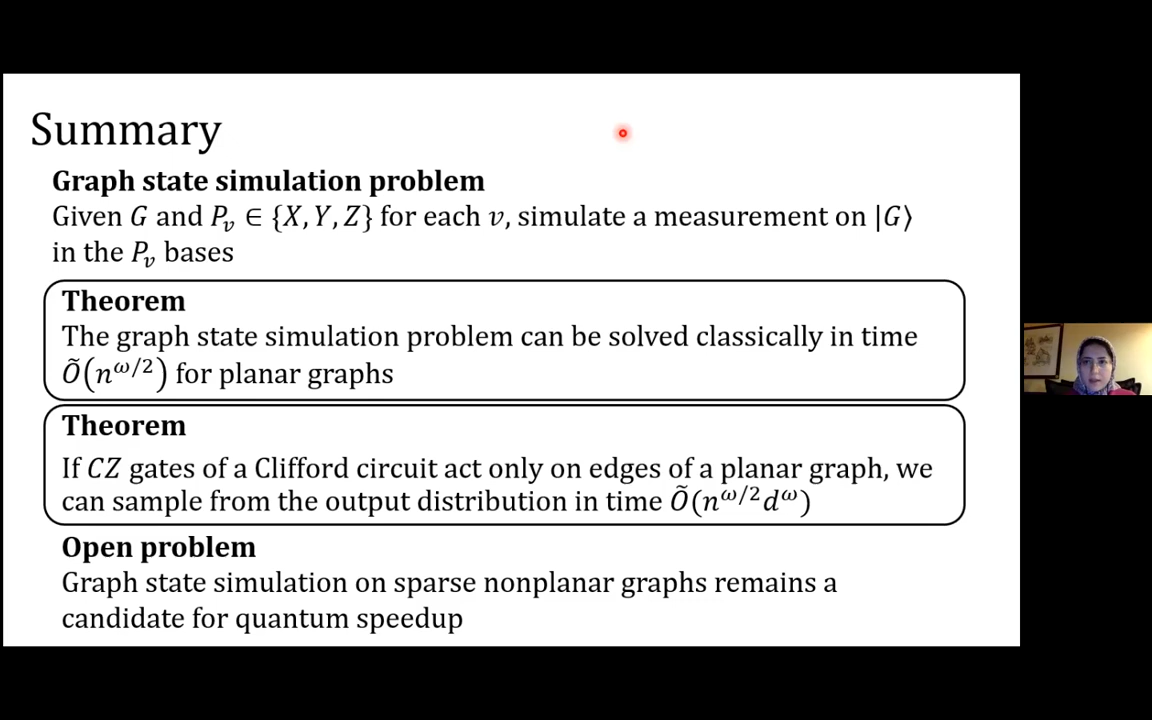 Summary
Graph state simulation problem
Given G and P_v ∈ {X, Y, Z} for each v, simulate a measurement on |G⟩
in the P_v bases
Theorem
The graph state simulation problem can be solved classically in time
Õ(n^{ω/2}) for planar graphs
Theorem
If CZ gates of a Clifford circuit act only on edges of a planar graph, we
can sample from the output distribution in time Õ(n^{ω/2}d^ω)
Open problem
Graph state simulation on sparse nonplanar graphs remains a
candidate for quantum speedup